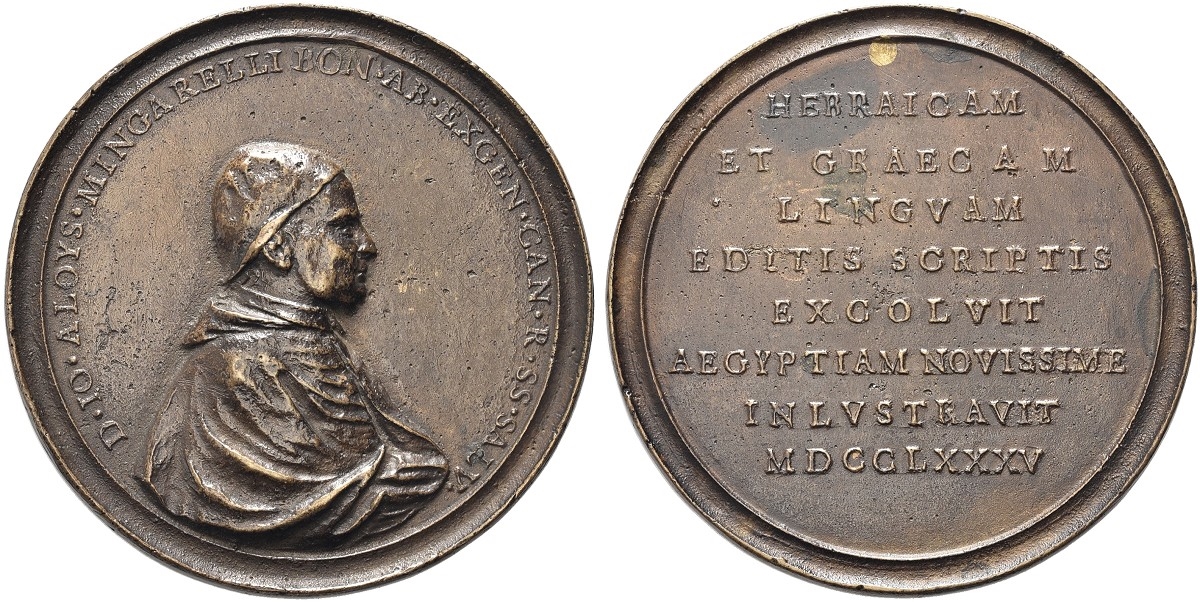 D·IO·ALOYS·MINGARELLI BON·AB·EXGEN·CAN·R·SS·SALV·
HEBRAICAM
ET GRAECAM
LINGVAM
EDITIS SCRIPTIS
EXCOLVIT
AEGYPTIAM NOVISSIME
INLVSTRAVIT
MDCCLXXXV